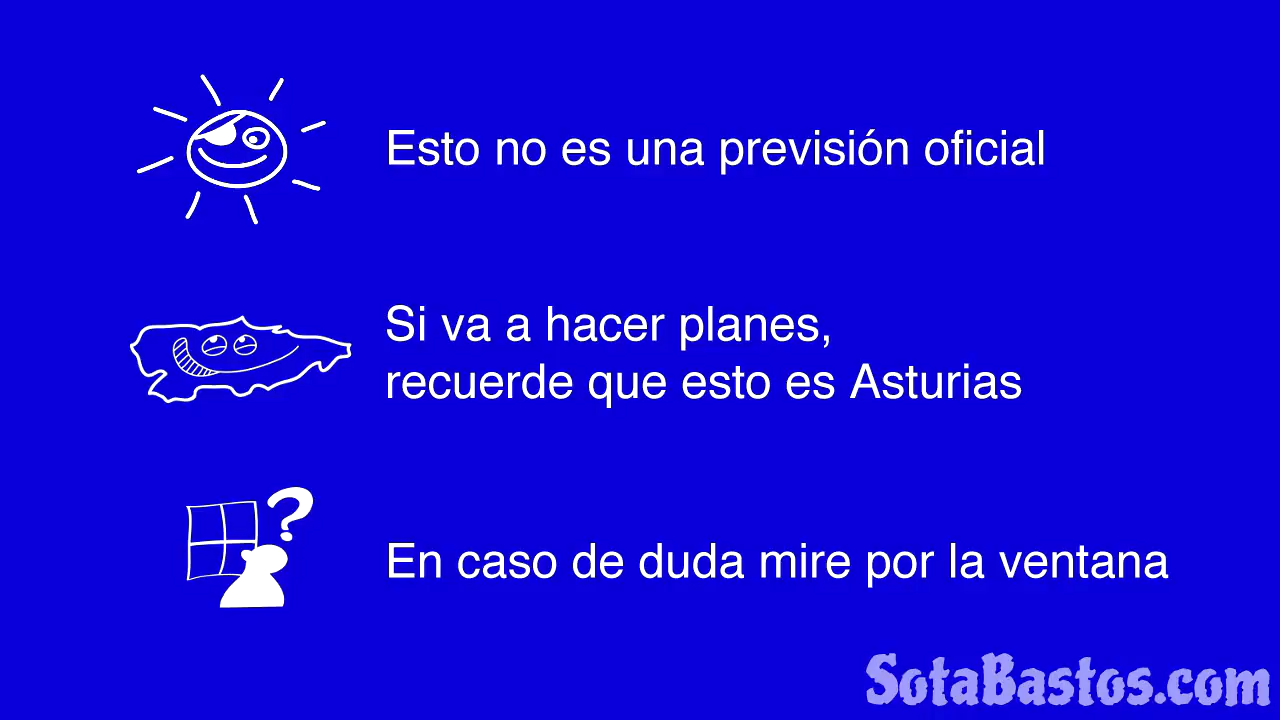 Esto no es una previsión oficial
Si va a hacer planes,
recuerde que esto es Asturias
?
En caso de duda mire por la ventana
SotaBastos.com